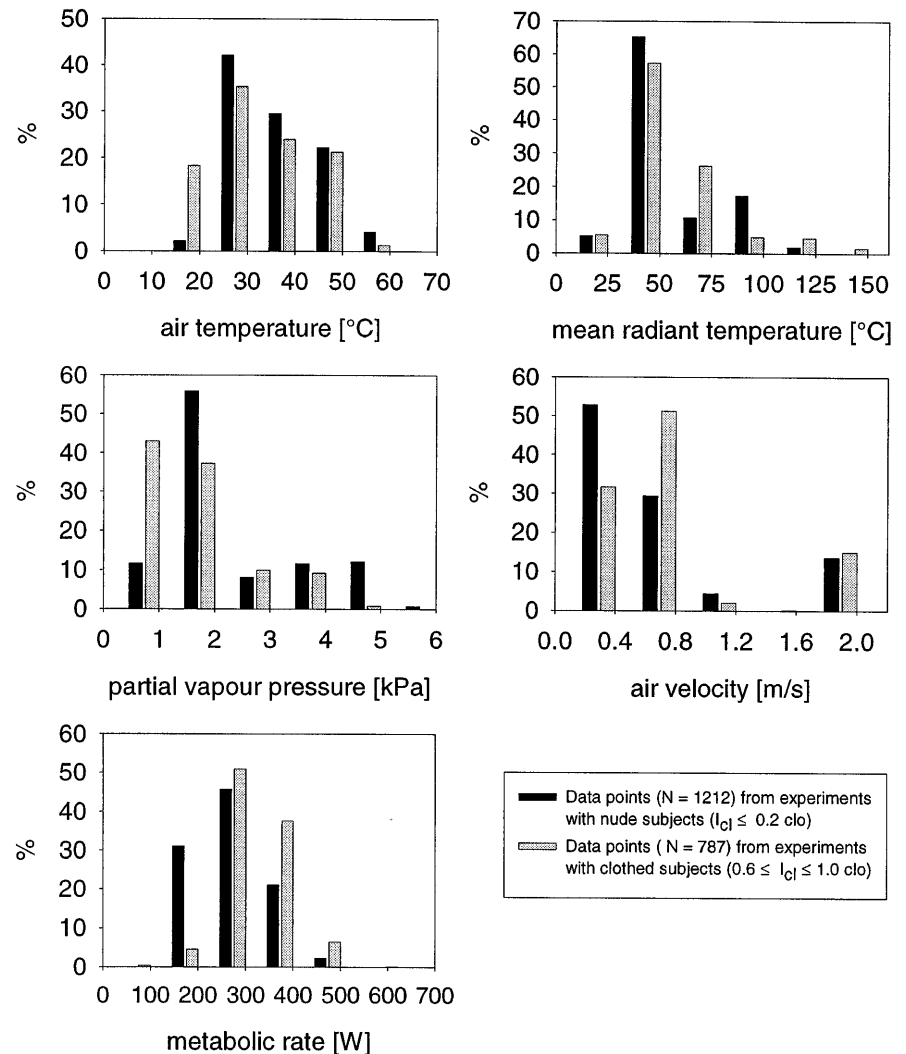 50
40
30
20
10
0
%
0 10 20 30 40 50 60 70
air temperature [°C]
70
60
50
40
30
20
10
0
%
0 25 50 75 100 125 150
mean radiant temperature [°C]
60
50
40
30
20
10
0
%
0 1 2 3 4 5 6
partial vapour pressure [kPa]
60
50
40
30
20
10
0
%
0.0 0.4 0.8 1.2 1.6 2.0
air velocity [m/s]
60
50
40
30
20
10
0
%
0 100 200 300 400 500 600 700
metabolic rate [W]
Data points (N = 1212) from experiments
with nude subjects (Icl ≤ 0.2 clo)
Data points ( N = 787) from experiments
with clothed subjects (0.6 ≤ Icl ≤ 1.0 clo)